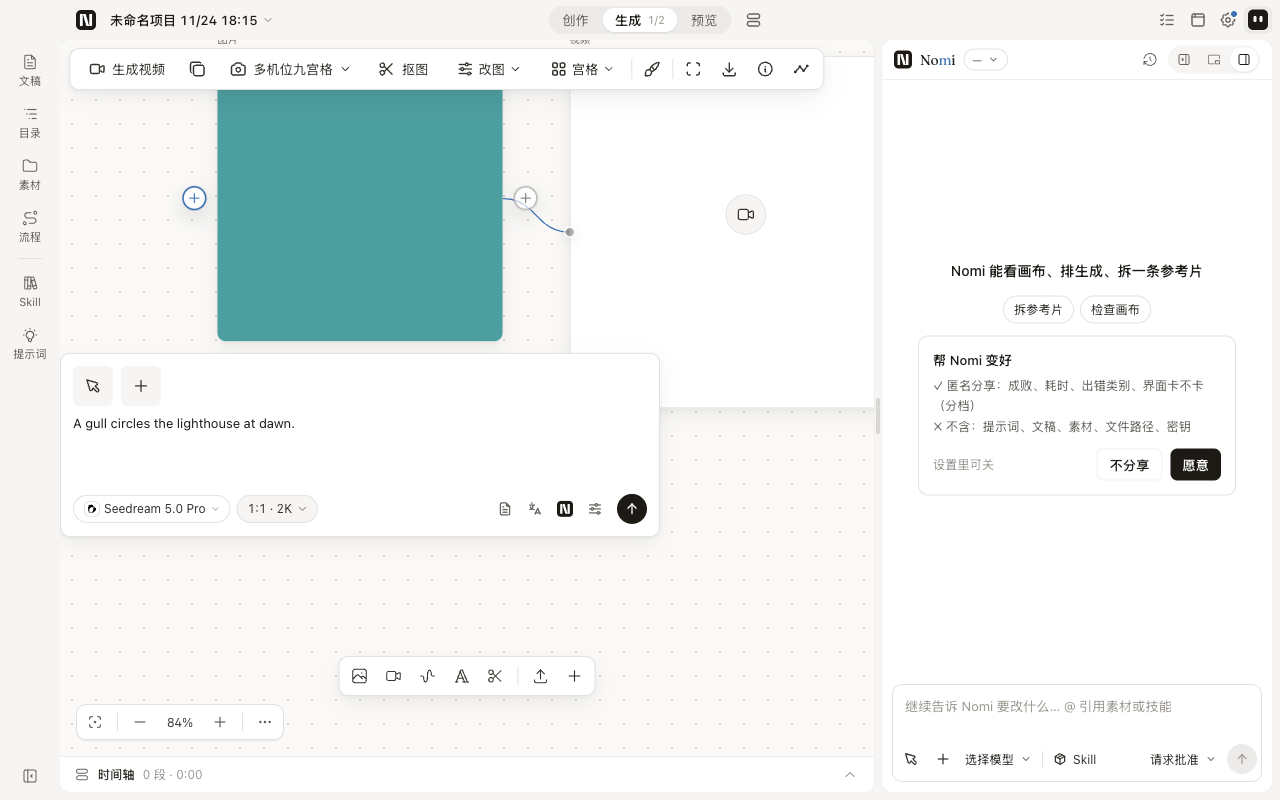 未命名项目 11/24 18:15
创作
生成 1/2
预览
文稿
目录
素材
流程
Skill
提示词
图片
视频
生成视频
多机位九宫格
抠图
改图
宫格
A gull circles the lighthouse at dawn.
Seedream 5.0 Pro
1:1 · 2K
84%
时间轴 0 段 · 0:00
Nomi
Nomi 能看画布、排生成、拆一条参考片
拆参考片
检查画布
帮 Nomi 变好
✓ 匿名分享：成败、耗时、出错类别、界面卡不卡
（分档）
✕ 不含：提示词、文稿、素材、文件路径、密钥
设置里可关
不分享
愿意
继续告诉 Nomi 要改什么... @ 引用素材或技能
选择模型
Skill
请求批准